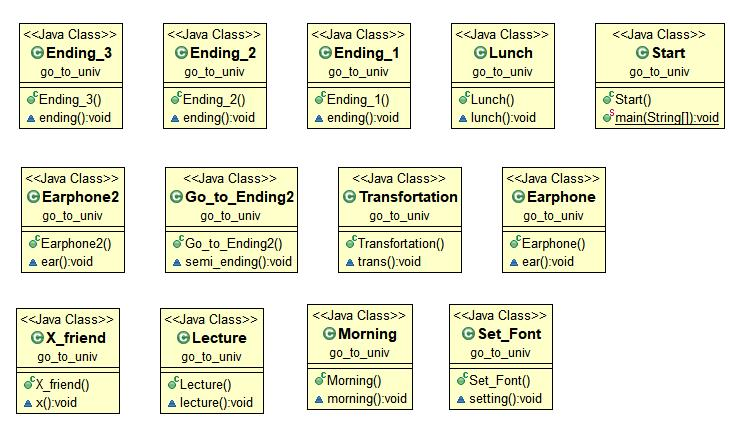 <<Java Class>>
Ending_3
go_to_univ
Ending_3()
ending():void
<<Java Class>>
Ending_2
go_to_univ
Ending_2()
ending():void
<<Java Class>>
Ending_1
go_to_univ
Ending_1()
ending():void
<<Java Class>>
Lunch
go_to_univ
Lunch()
lunch():void
<<Java Class>>
Start
go_to_univ
Start()
main(String[]):void
<<Java Class>>
Earphone2
go_to_univ
Earphone2()
ear():void
<<Java Class>>
Go_to_Ending2
go_to_univ
Go_to_Ending2()
semi_ending():void
<<Java Class>>
Transfortation
go_to_univ
Transfortation()
trans():void
<<Java Class>>
Earphone
go_to_univ
Earphone()
ear():void
<<Java Class>>
X_friend
go_to_univ
X_friend()
x():void
<<Java Class>>
Lecture
go_to_univ
Lecture()
lecture():void
<<Java Class>>
Morning
go_to_univ
Morning()
morning():void
<<Java Class>>
Set_Font
go_to_univ
Set_Font()
setting():void